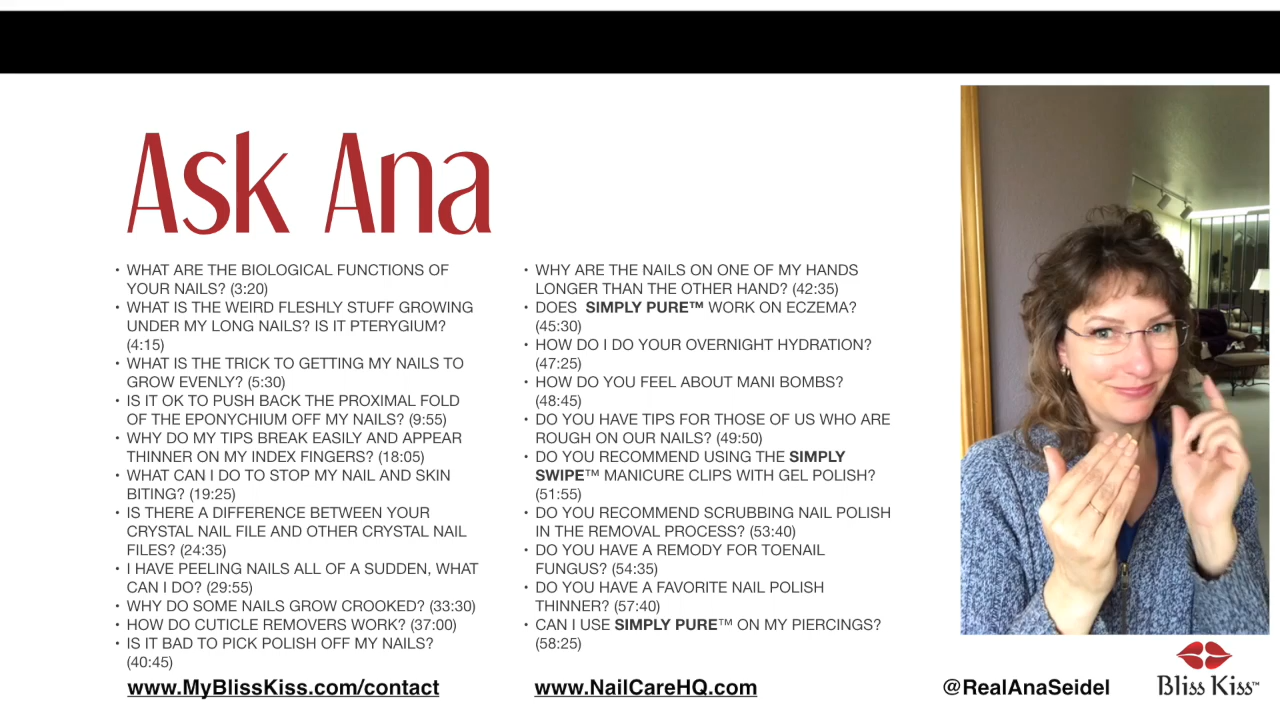 Ask Ana
• WHAT ARE THE BIOLOGICAL FUNCTIONS OF
YOUR NAILS? (3:20)
• WHAT IS THE WEIRD FLESHLY STUFF GROWING
UNDER MY LONG NAILS? IS IT PTERYGIUM?
(4:15)
• WHAT IS THE TRICK TO GETTING MY NAILS TO
GROW EVENLY? (5:30)
• IS IT OK TO PUSH BACK THE PROXIMAL FOLD
OF THE EPONYCHIUM OFF MY NAILS? (9:55)
• WHY DO MY TIPS BREAK EASILY AND APPEAR
THINNER ON MY INDEX FINGERS? (18:05)
• WHAT CAN I DO TO STOP MY NAIL AND SKIN
BITING? (19:25)
• IS THERE A DIFFERENCE BETWEEN YOUR
CRYSTAL NAIL FILE AND OTHER CRYSTAL NAIL
FILES? (24:35)
• I HAVE PEELING NAILS ALL OF A SUDDEN, WHAT
CAN I DO? (29:55)
• WHY DO SOME NAILS GROW CROOKED? (33:30)
• HOW DO CUTICLE REMOVERS WORK? (37:00)
• IS IT BAD TO PICK POLISH OFF MY NAILS?
(40:45)
• WHY ARE THE NAILS ON ONE OF MY HANDS
LONGER THAN THE OTHER HAND? (42:35)
• DOES SIMPLY PURE™ WORK ON ECZEMA?
(45:30)
• HOW DO I DO YOUR OVERNIGHT HYDRATION?
(47:25)
• HOW DO YOU FEEL ABOUT MANI BOMBS?
(48:45)
• DO YOU HAVE TIPS FOR THOSE OF US WHO ARE
ROUGH ON OUR NAILS? (49:50)
• DO YOU RECOMMEND USING THE SIMPLY
SWIPE™ MANICURE CLIPS WITH GEL POLISH?
(51:55)
• DO YOU RECOMMEND SCRUBBING NAIL POLISH
IN THE REMOVAL PROCESS? (53:40)
• DO YOU HAVE A REMODY FOR TOENAIL
FUNGUS? (54:35)
• DO YOU HAVE A FAVORITE NAIL POLISH
THINNER? (57:40)
• CAN I USE SIMPLY PURE™ ON MY PIERCINGS?
(58:25)
www.MyBlissKiss.com/contact
www.NailCareHQ.com
@RealAnaSeidel
Bliss Kiss™